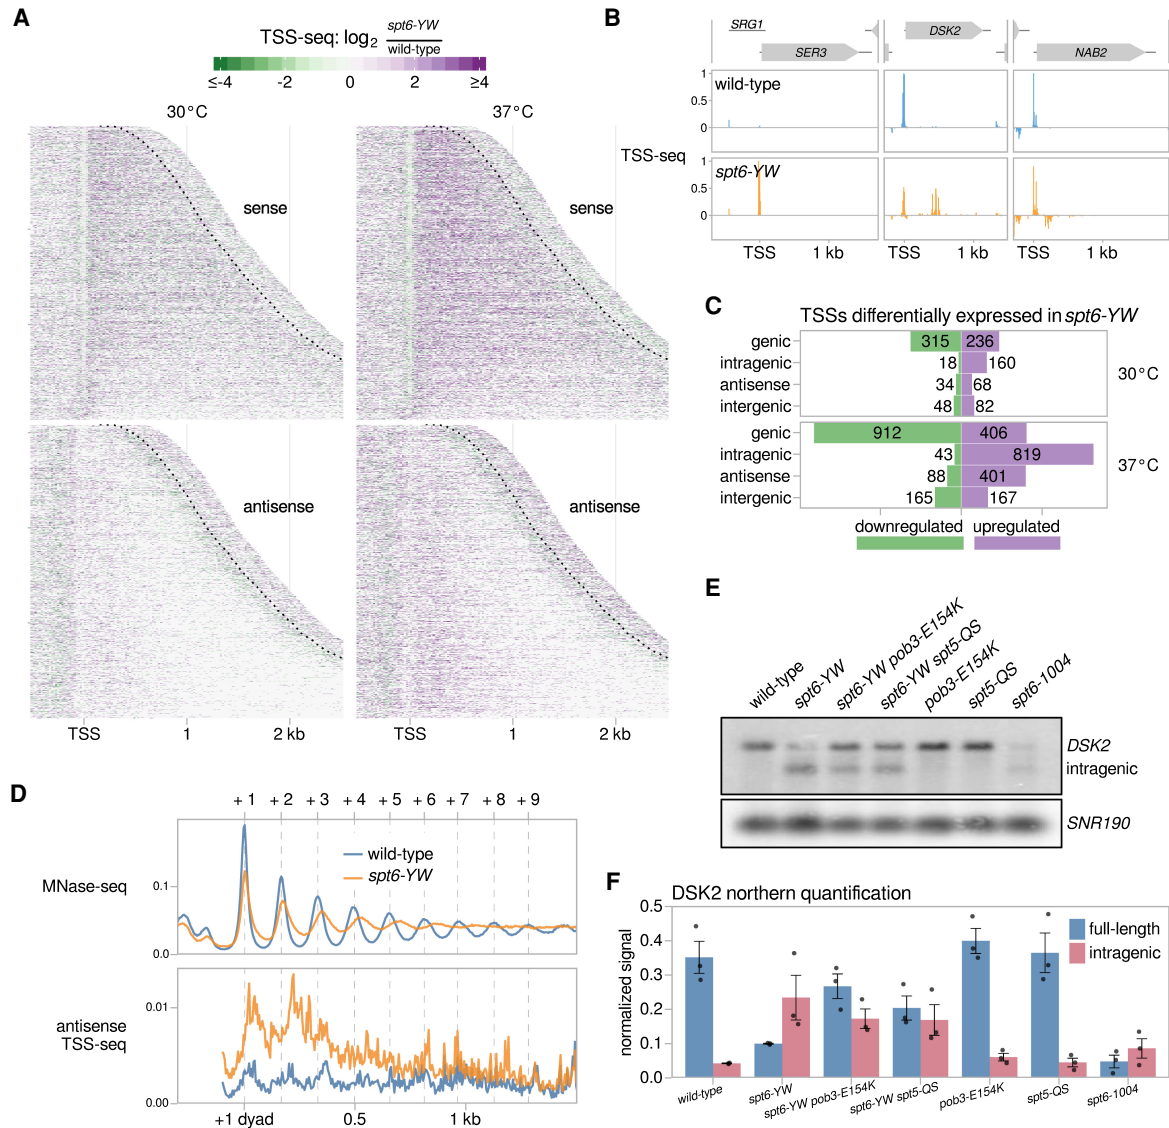 A
TSS-seq: log2 spt6-YW
wild-type
≤-4 -2 0 2 ≥4
30°C 37°C
sense sense
antisense antisense
TSS 1 2 kb TSS 1 2 kb
B
SRG1 DSK2
SER3 NAB2
wild-type
1
0.5
0
TSS-seq
spt6-YW
1
0.5
0
TSS 1 kb TSS 1 kb TSS 1 kb
C
TSSs differentially expressed in spt6-YW
genic 315 236
intragenic 18 160
antisense 34 68
intergenic 48 82
30°C
genic 912 406
intragenic 43 819
antisense 88 401
intergenic 165 167
37°C
downregulated upregulated
D
+1 +2 +3 +4 +5 +6 +7 +8 +9
MNase-seq
0.1
0.0
wild-type
spt6-YW
antisense
TSS-seq
0.01
0.00
+1 dyad 0.5 1 kb
E
wild-type
spt6-YW
spt6-YW pob3-E154K
spt6-YW spt5-QS
pob3-E154K
spt5-QS
spt6-1004
DSK2
intragenic
SNR190
F
DSK2 northern quantification
normalized signal
0.5
0.4
0.3
0.2
0.1
0.0
full-length
intragenic
wild-type
spt6-YW
spt6-YW pob3-E154K
spt6-YW spt5-QS
pob3-E154K
spt5-QS
spt6-1004